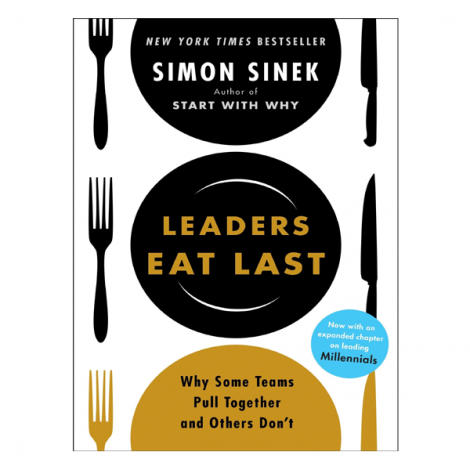 NEW YORK TIMES BESTSELLER
SIMON SINEK
Author of
START WITH WHY
LEADERS
EAT LAST
Now with an
expanded chapter
on leading
Millennials
Why Some Teams
Pull Together
and Others Don't